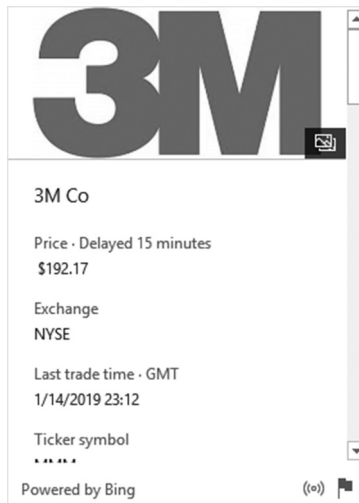 3M
3M Co
Price · Delayed 15 minutes
$192.17
Exchange
NYSE
Last trade time · GMT
1/14/2019 23:12
Ticker symbol
Powered by Bing